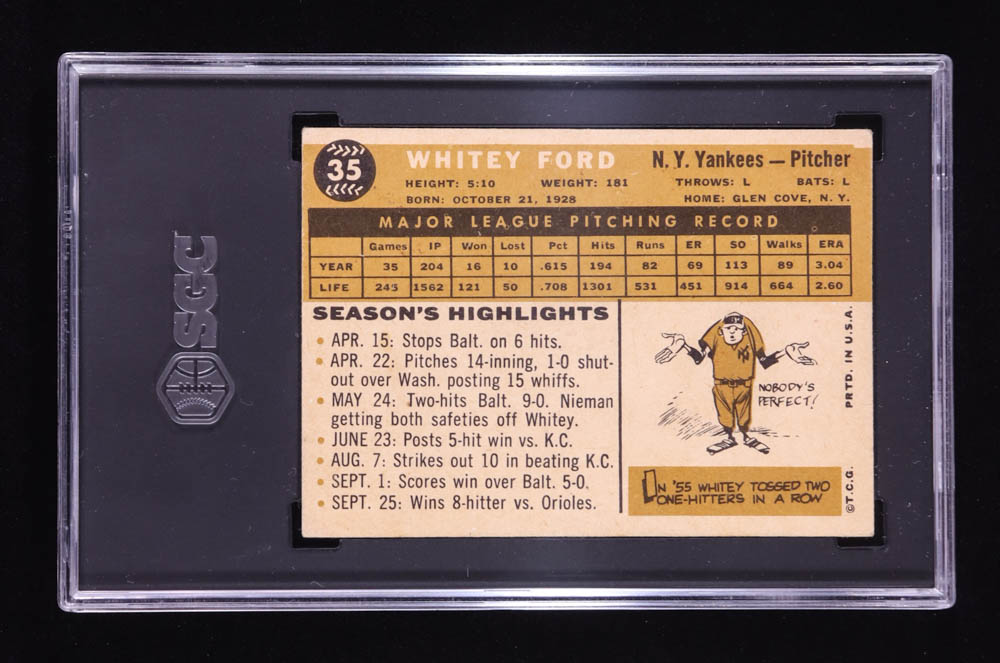 SGC
35
WHITEY FORD
N. Y. Yankees — Pitcher
HEIGHT: 5:10 WEIGHT: 181 THROWS: L BATS: L
BORN: OCTOBER 21, 1928 HOME: GLEN COVE, N. Y.
MAJOR LEAGUE PITCHING RECORD
Games IP Won Lost Pct Hits Runs ER SO Walks ERA
YEAR 35 204 16 10 .615 194 82 69 113 89 3.04
LIFE 245 1562 121 50 .708 1301 531 451 914 664 2.60
SEASON'S HIGHLIGHTS
• APR. 15: Stops Balt. on 6 hits.
• APR. 22: Pitches 14-inning, 1-0 shut-
out over Wash. posting 15 whiffs.
• MAY 24: Two-hits Balt. 9-0. Nieman
getting both safeties off Whitey.
• JUNE 23: Posts 5-hit win vs. K.C.
• AUG. 7: Strikes out 10 in beating K.C.
• SEPT. 1: Scores win over Balt. 5-0.
• SEPT. 25: Wins 8-hitter vs. Orioles.
NY
NOBODY'S
PERFECT!
IN '55 WHITEY TOSSED TWO
ONE-HITTERS IN A ROW
©T.C.G. PRTD. IN U.S.A.